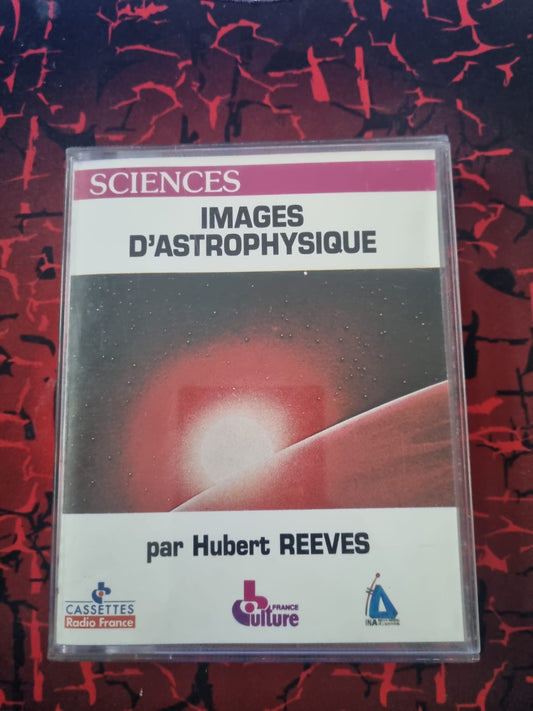 SCIENCES
IMAGES
D'ASTROPHYSIQUE
par Hubert REEVES
CASSETTES
Radio France
FRANCE
Culture
INA